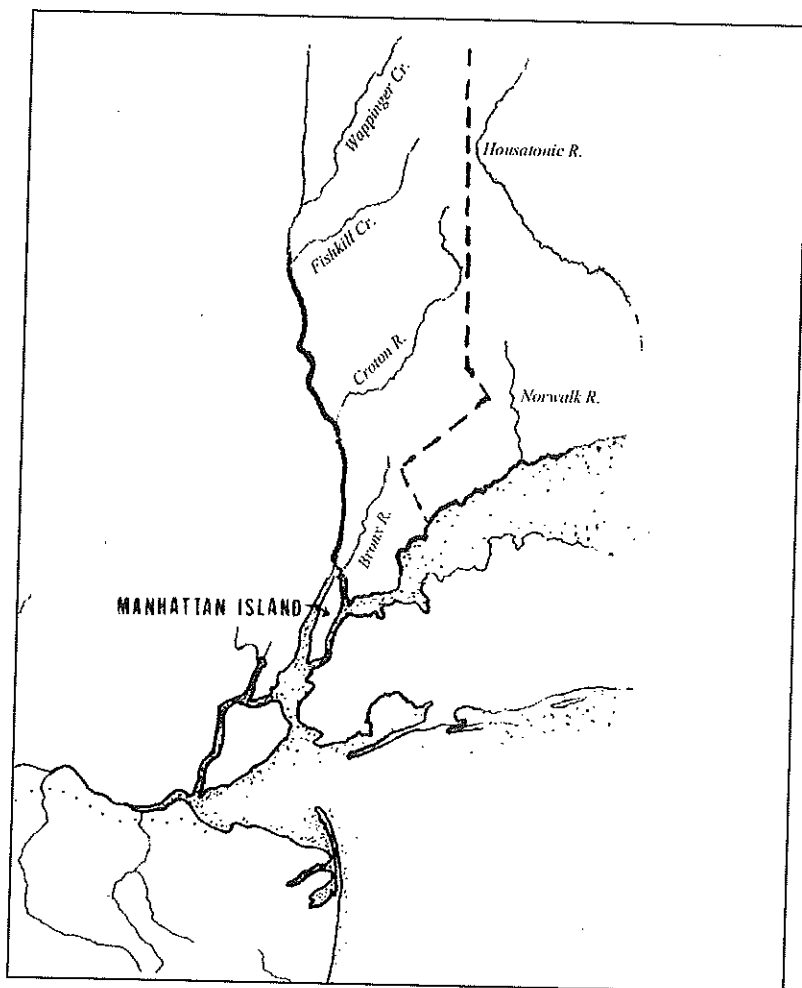 Wappinger Cr.
Housatonic R.
Fishkill Cr.
Croton R.
Norwalk R.
Bronx R.
MANHATTAN ISLAND